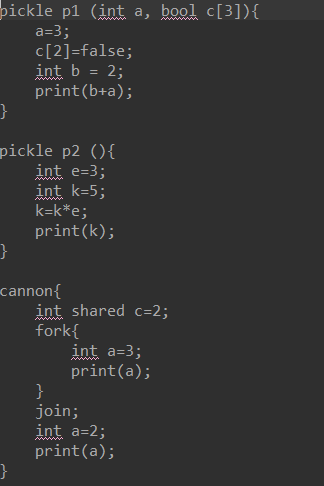 pickle p1 (int a, bool c[3]){
    a=3;
    c[2]=false;
    int b = 2;
    print(b+a);
}

pickle p2 (){
    int e=3;
    int k=5;
    k=k*e;
    print(k);
}

cannon{
    int shared c=2;
    fork{
        int a=3;
        print(a);
    }
    join;
    int a=2;
    print(a);
}